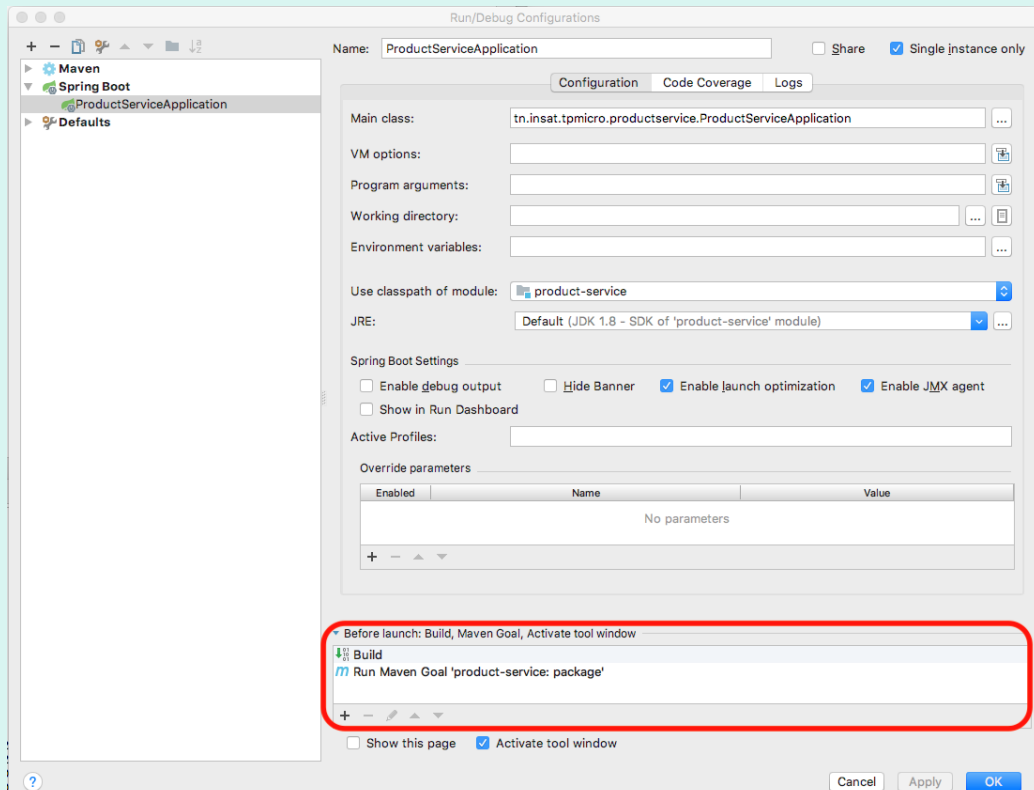 Run/Debug Configurations
Name: ProductServiceApplication Share Single instance only
Maven
Spring Boot
ProductServiceApplication
Defaults
Configuration Code Coverage Logs
Main class: tn.insat.tpmicro.productservice.ProductServiceApplication ...
VM options:
Program arguments:
Working directory: ...
Environment variables: ...
Use classpath of module: product-service
JRE: Default (JDK 1.8 - SDK of 'product-service' module) ...
Spring Boot Settings
Enable debug output Hide Banner Enable launch optimization Enable JMX agent
Show in Run Dashboard
Active Profiles:
Override parameters
Enabled Name Value
No parameters
Before launch: Build, Maven Goal, Activate tool window
Build
Run Maven Goal 'product-service: package'
Show this page Activate tool window
? Cancel Apply OK